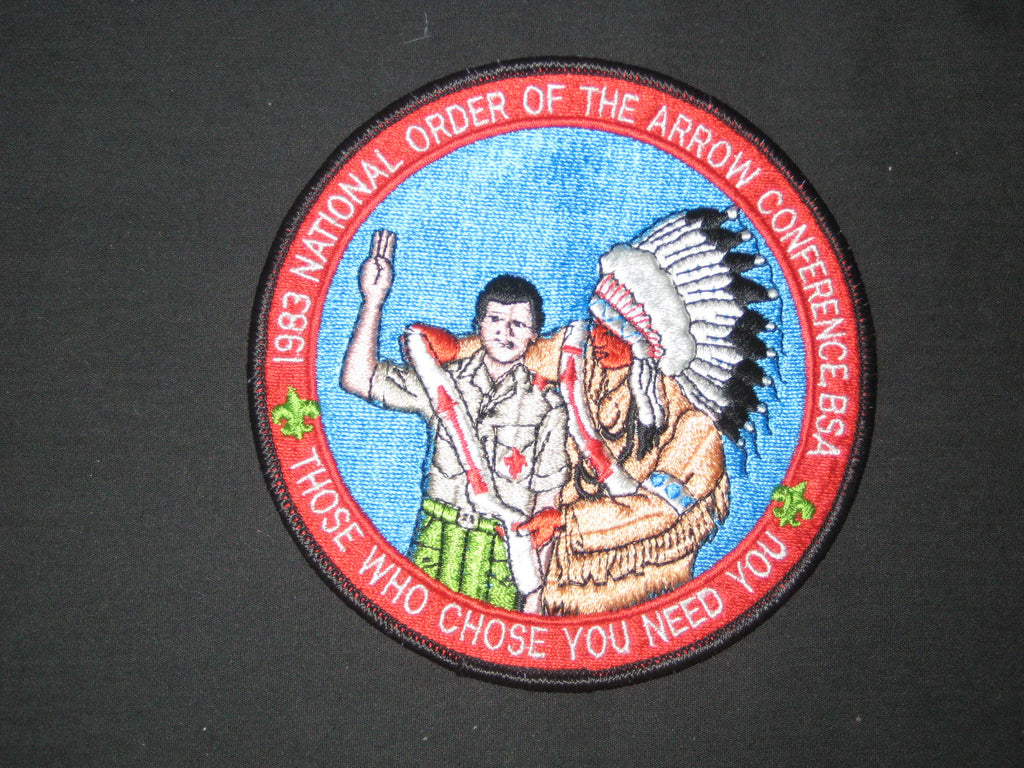 1983 NATIONAL ORDER OF THE ARROW CONFERENCE, BSA
THOSE WHO CHOSE YOU NEED YOU